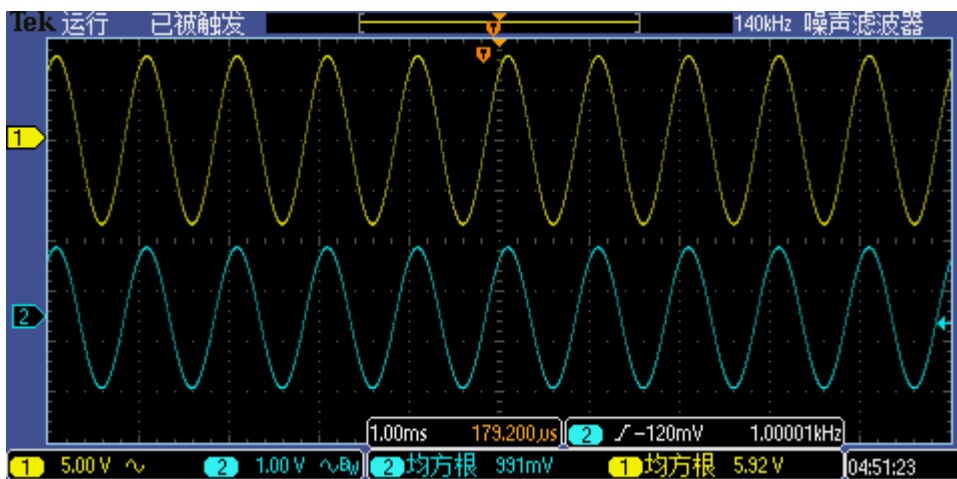 Tek 运行 已被触发 140kHz 噪声滤波器
T
T
1
2
1.00ms 179.200µs 2 -120mV 1.00001kHz
1 5.00 V 2 1.00 V BW 2 均方根 991mV 1 均方根 5.92 V 04:51:23